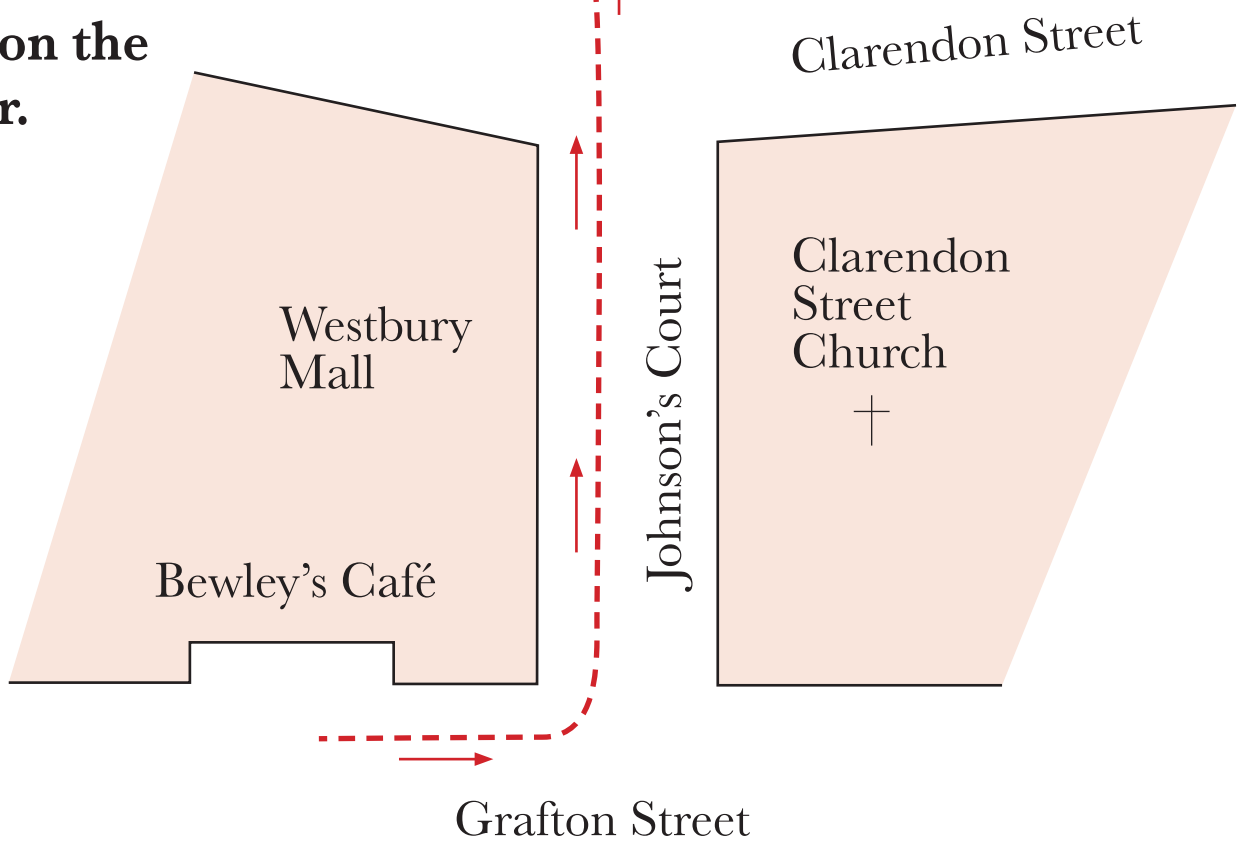 on the
r.
Clarendon Street
Westbury
Mall
Clarendon
Street
Church
Johnson's Court
Bewley's Café
Grafton Street